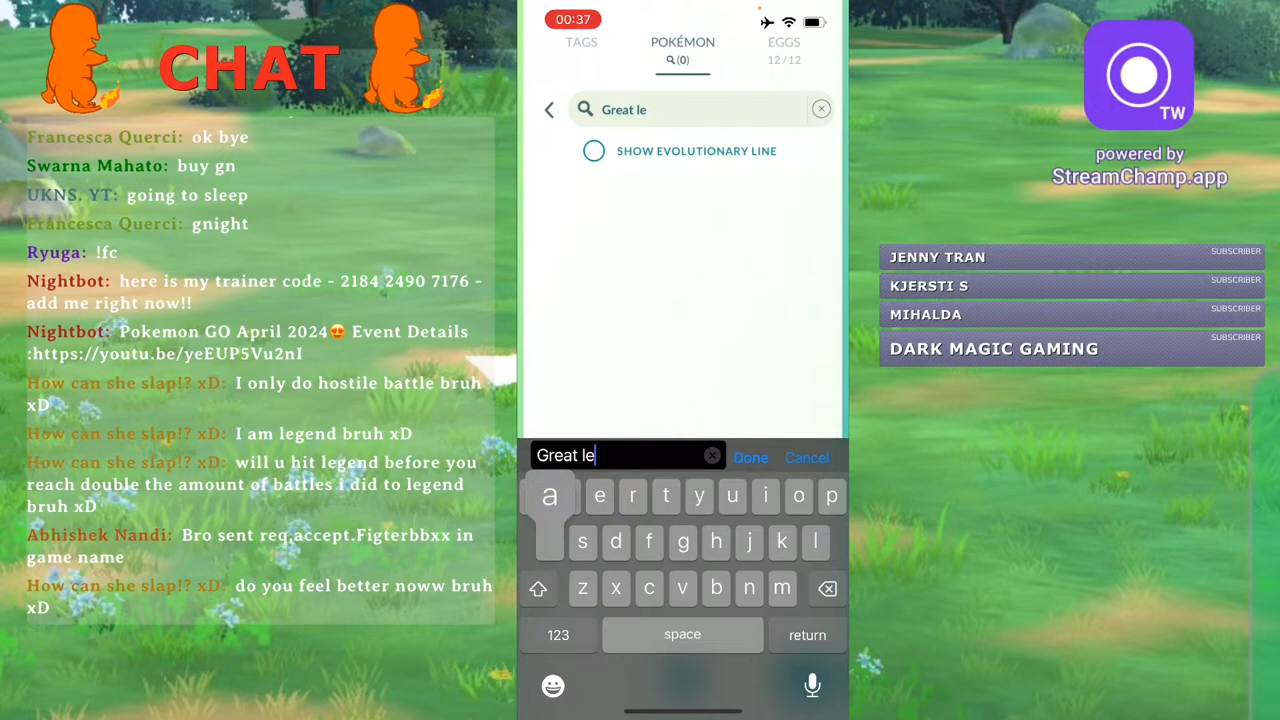 CHAT
Francesca Querci: ok bye
Swarna Mahato: buy gn
UKNS. YT: going to sleep
Francesca Querci: gnight
Ryuga: !fc
Nightbot: here is my trainer code - 2184 2490 7176 -
add me right now!!
Nightbot: Pokemon GO April 2024😍 Event Details
:https://youtu.be/yeEUP5Vu2nI
How can she slap!? xD: I only do hostile battle bruh
xD
How can she slap!? xD: I am legend bruh xD
How can she slap!? xD: will u hit legend before you
reach double the amount of battles i did to legend
bruh xD
Abhishek Nandi: Bro sent req,accept.Figterbbxx in
game name
How can she slap!? xD: do you feel better noww bruh
xD
00:37
TAGS
POKÉMON
(0)
EGGS
12 / 12
Great le
SHOW EVOLUTIONARY LINE
Great le
Done
Cancel
a e r t y u i o p
s d f g h j k l
z x c v b n m
123 space return
TW
powered by
StreamChamp.app
JENNY TRAN SUBSCRIBER
KJERSTI S SUBSCRIBER
MIHALDA SUBSCRIBER
DARK MAGIC GAMING SUBSCRIBER